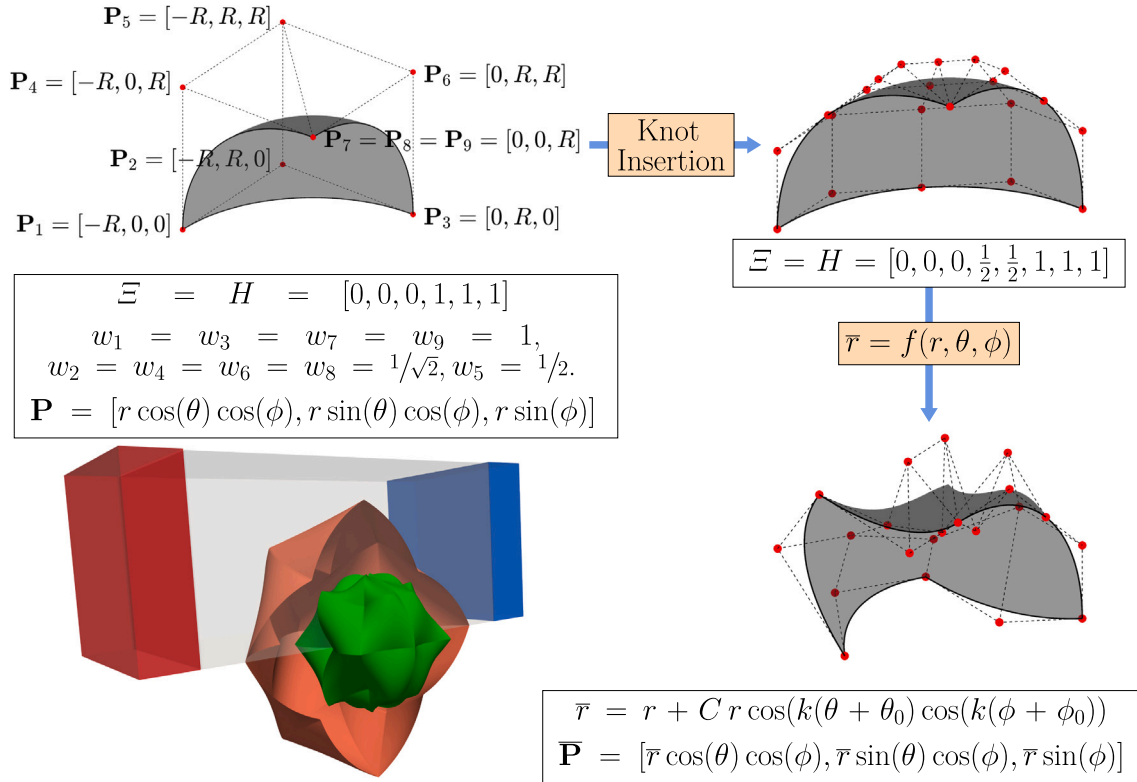 P₅ = [−R, R, R]
P₄ = [−R, 0, R]
P₆ = [0, R, R]
P₇ = P₈ = P₉ = [0, 0, R]
P₂ = [−R, R, 0]
P₁ = [−R, 0, 0]
P₃ = [0, R, 0]
Knot
Insertion
Ξ = H = [0, 0, 0, ½, ½, 1, 1, 1]
Ξ = H = [0, 0, 0, 1, 1, 1]
w₁ = w₃ = w₇ = w₉ = 1,
w₂ = w₄ = w₆ = w₈ = 1/√2, w₅ = 1/2.
P = [r cos(θ) cos(ϕ), r sin(θ) cos(ϕ), r sin(ϕ)]
r̅ = f(r, θ, ϕ)
r̅ = r + C r cos(k(θ + θ₀) cos(k(ϕ + ϕ₀))
P̅ = [r̅ cos(θ) cos(ϕ), r̅ sin(θ) cos(ϕ), r̅ sin(ϕ)]